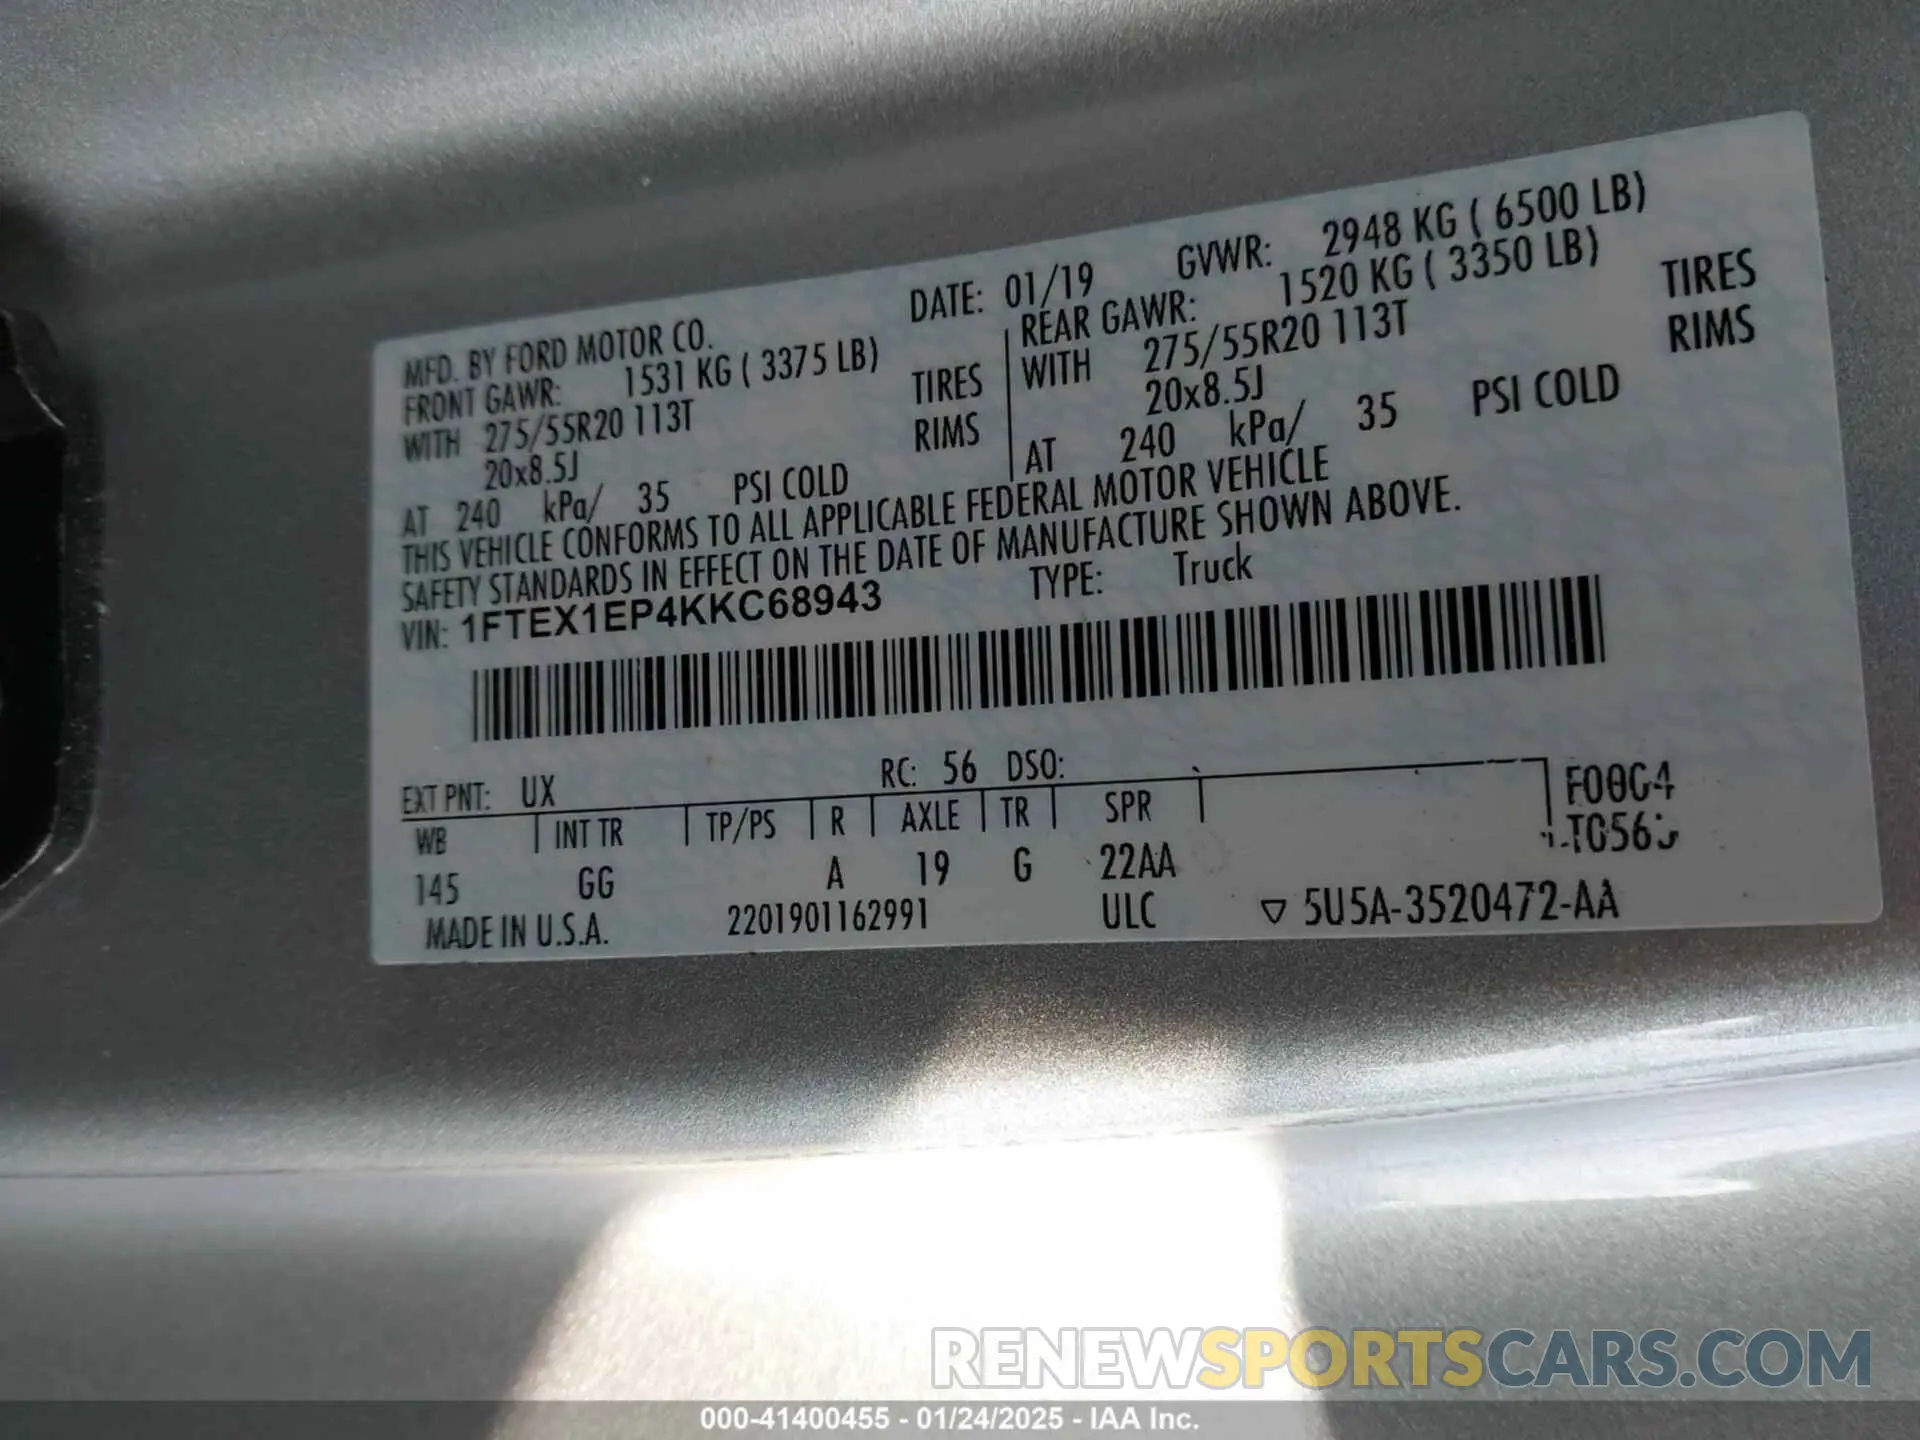 MFD. BY FORD MOTOR CO. DATE: 01/19 GVWR: 2948 KG ( 6500 LB)
FRONT GAWR: 1531 KG ( 3375 LB) REAR GAWR: 1520 KG ( 3350 LB)
WITH 275/55R20 113T TIRES WITH 275/55R20 113T TIRES
20x8.5J RIMS 20x8.5J RIMS
AT 240 kPa/ 35 PSI COLD AT 240 kPa/ 35 PSI COLD
THIS VEHICLE CONFORMS TO ALL APPLICABLE FEDERAL MOTOR VEHICLE
SAFETY STANDARDS IN EFFECT ON THE DATE OF MANUFACTURE SHOWN ABOVE.
VIN: 1FTEX1EP4KKC68943 TYPE: Truck
EXT PNT: UX RC: 56 DSO:
WB INT TR TP/PS R AXLE TR SPR
145 GG A 19 G 22AA
MADE IN U.S.A. 2201901162991 ULC ▽ 5U5A-3520472-AA
RENEWSPORTSCARS.COM
000-41400455 - 01/24/2025 - IAA Inc.